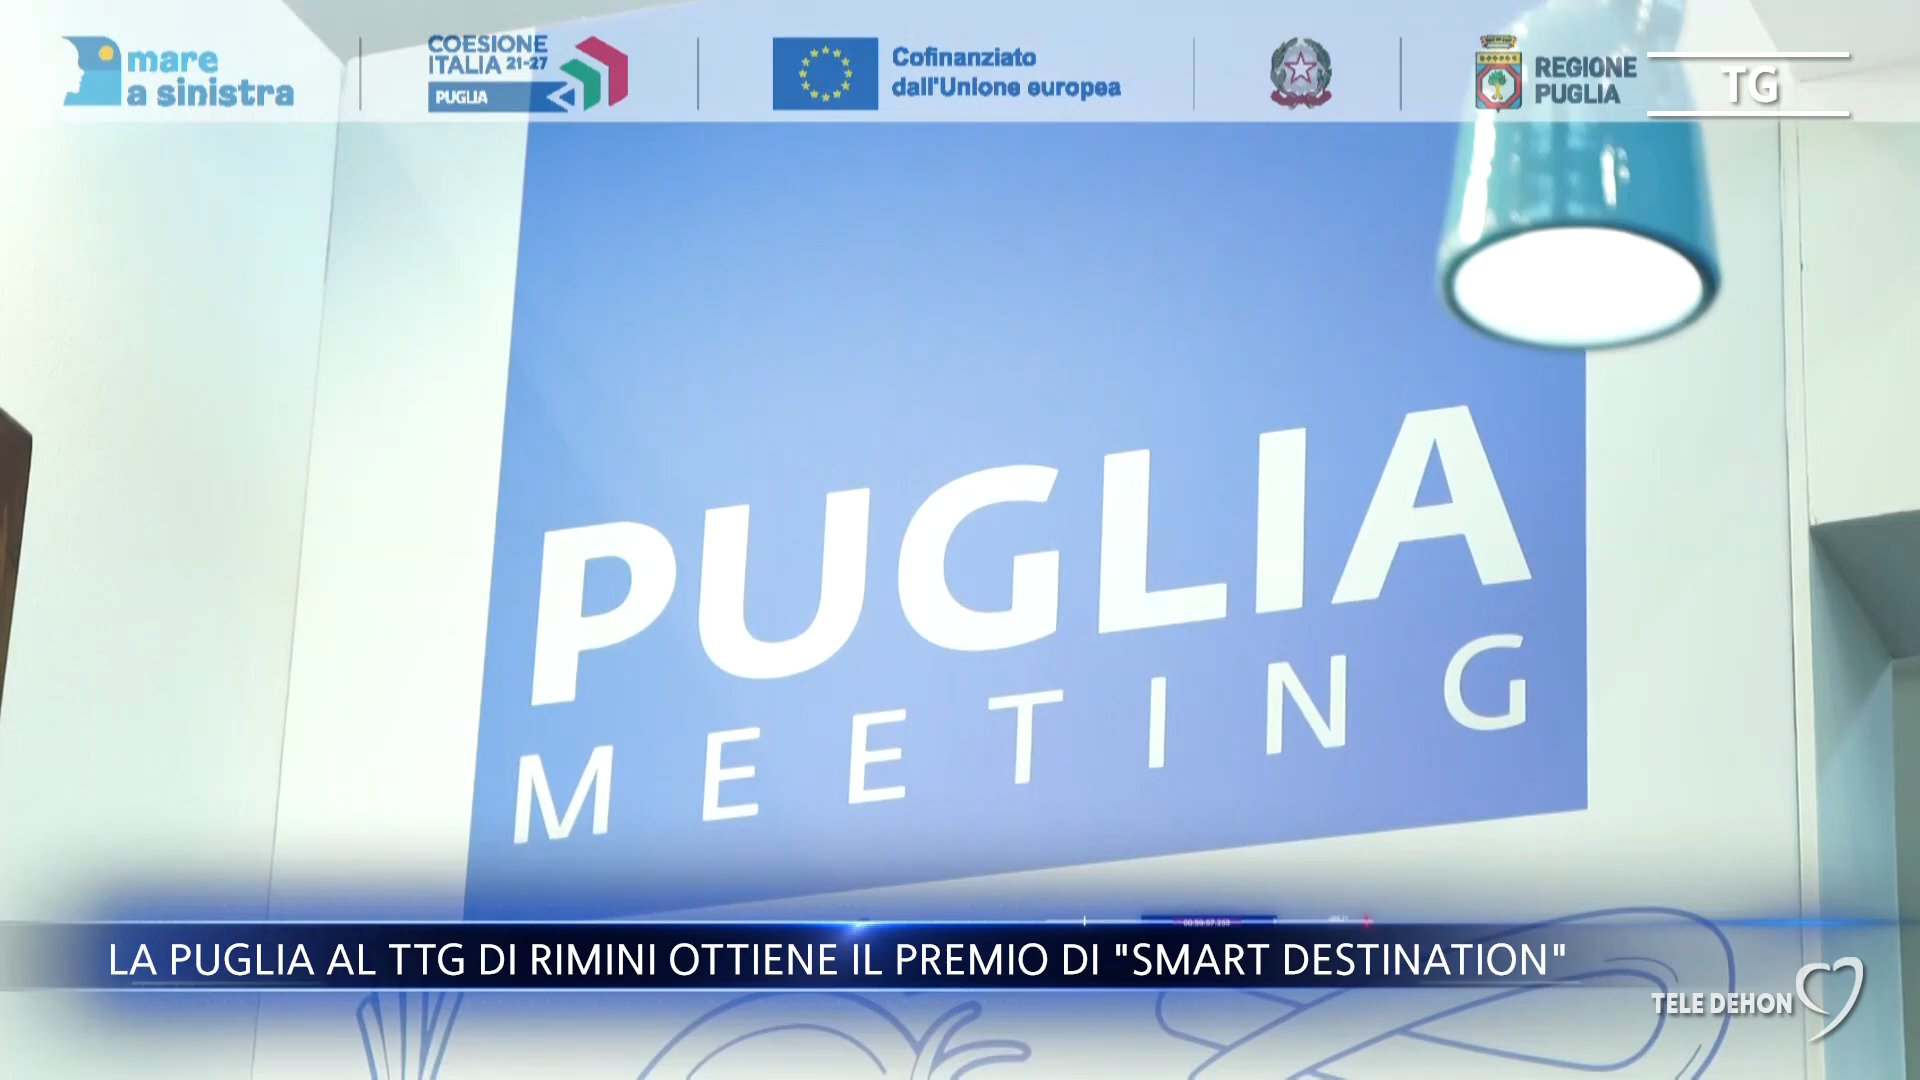 mare
a sinistra
COESIONE
ITALIA 21-27
PUGLIA
Cofinanziato
dall'Unione europea
REGIONE
PUGLIA
TG
PUGLIA
MEETING
LA PUGLIA AL TTG DI RIMINI OTTIENE IL PREMIO DI "SMART DESTINATION"
TELE DEHON